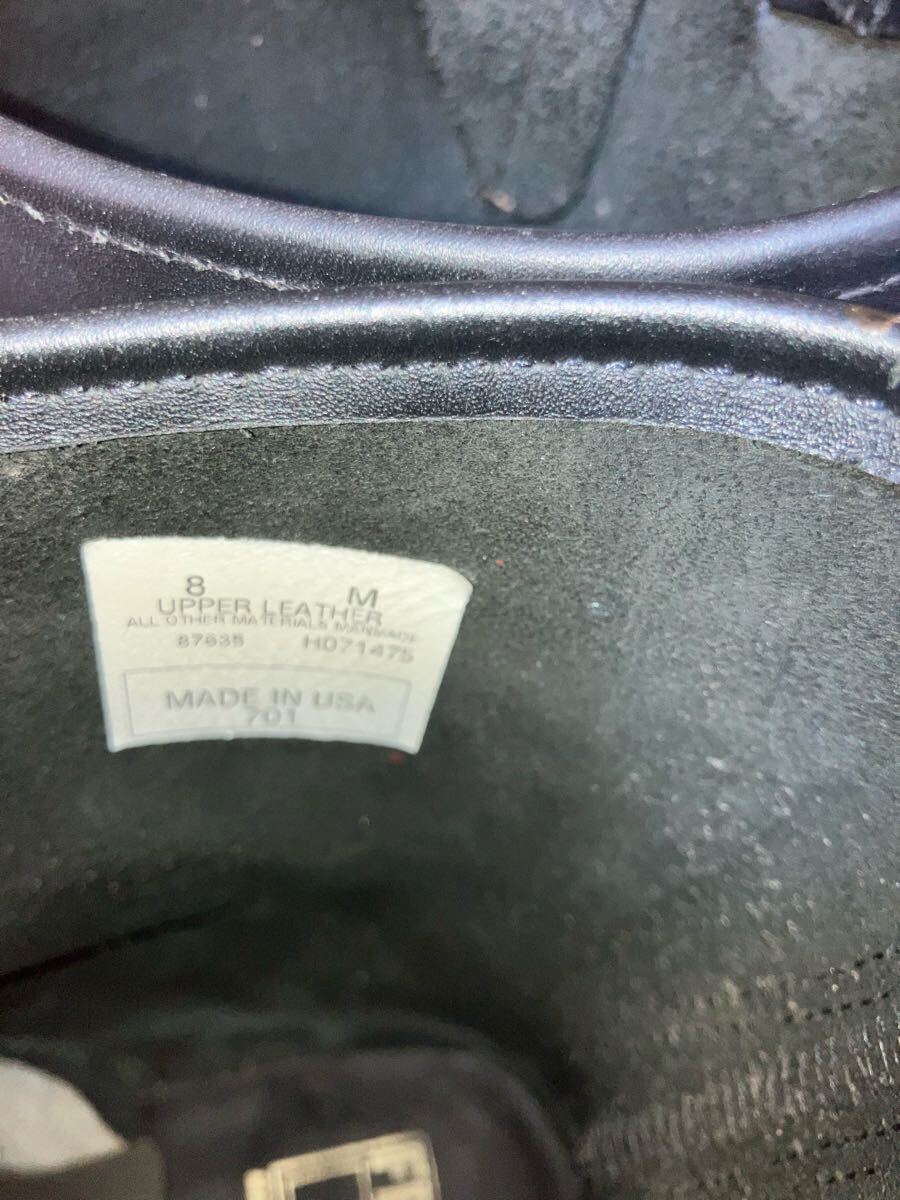 8 M
UPPER LEATHER
ALL OTHER MATERIALS MANMADE
87635 H071475
MADE IN USA
701